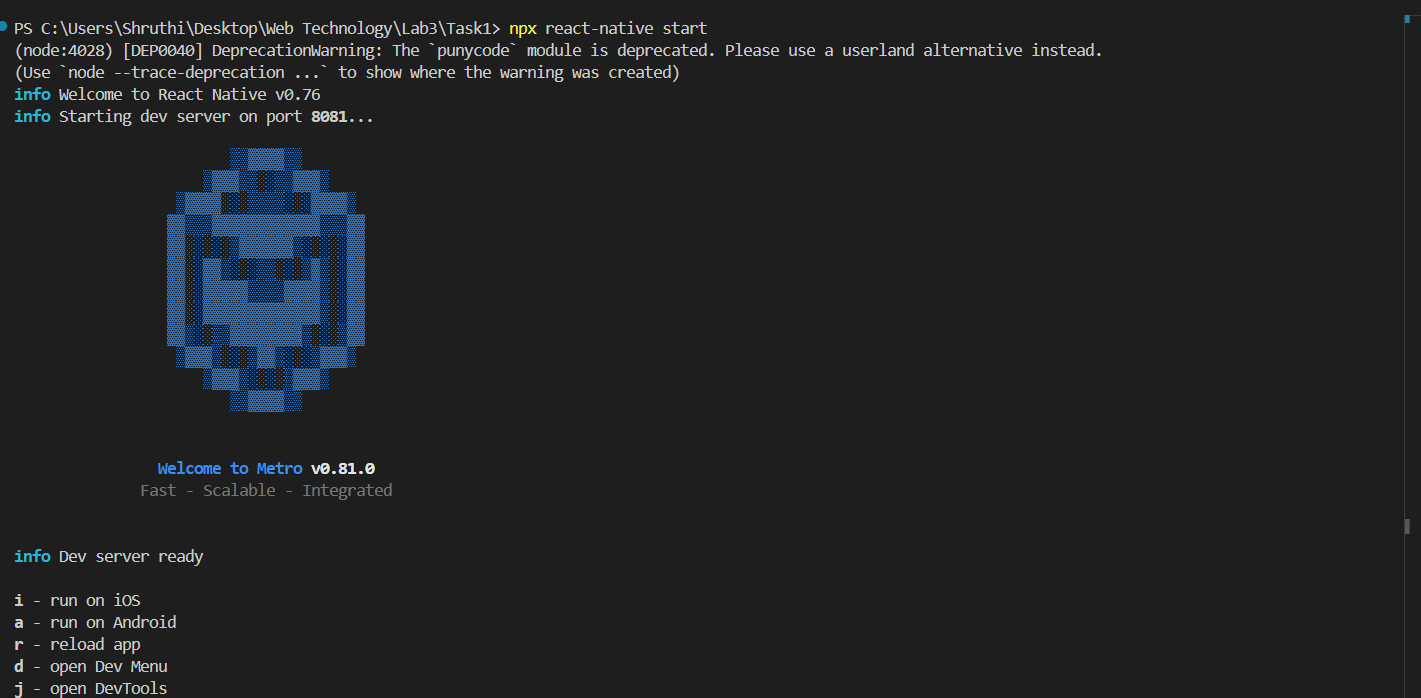 PS C:\Users\Shruthi\Desktop\Web Technology\Lab3\Task1> npx react-native start
(node:4028) [DEP0040] DeprecationWarning: The `punycode` module is deprecated. Please use a userland alternative instead.
(Use `node --trace-deprecation ...` to show where the warning was created)
info Welcome to React Native v0.76
info Starting dev server on port 8081...
Welcome to Metro v0.81.0
Fast - Scalable - Integrated
info Dev server ready
i - run on iOS
a - run on Android
r - reload app
d - open Dev Menu
j - open DevTools